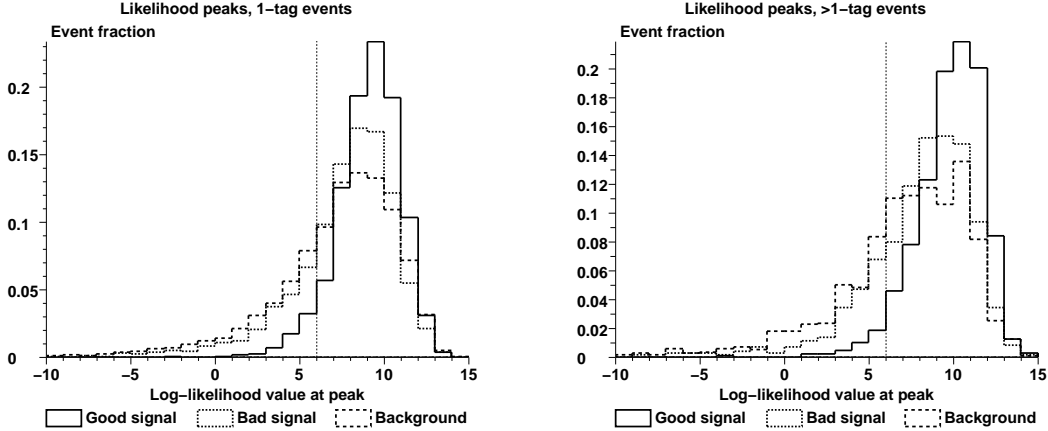 Likelihood peaks, 1−tag events
Event fraction
0.2
0.15
0.1
0.05
0
−10 −5 0 5 10 15
Log−likelihood value at peak
Good signal Bad signal Background
Likelihood peaks, >1−tag events
Event fraction
0.2
0.18
0.16
0.14
0.12
0.1
0.08
0.06
0.04
0.02
0
−10 −5 0 5 10 15
Log−likelihood value at peak
Good signal Bad signal Background